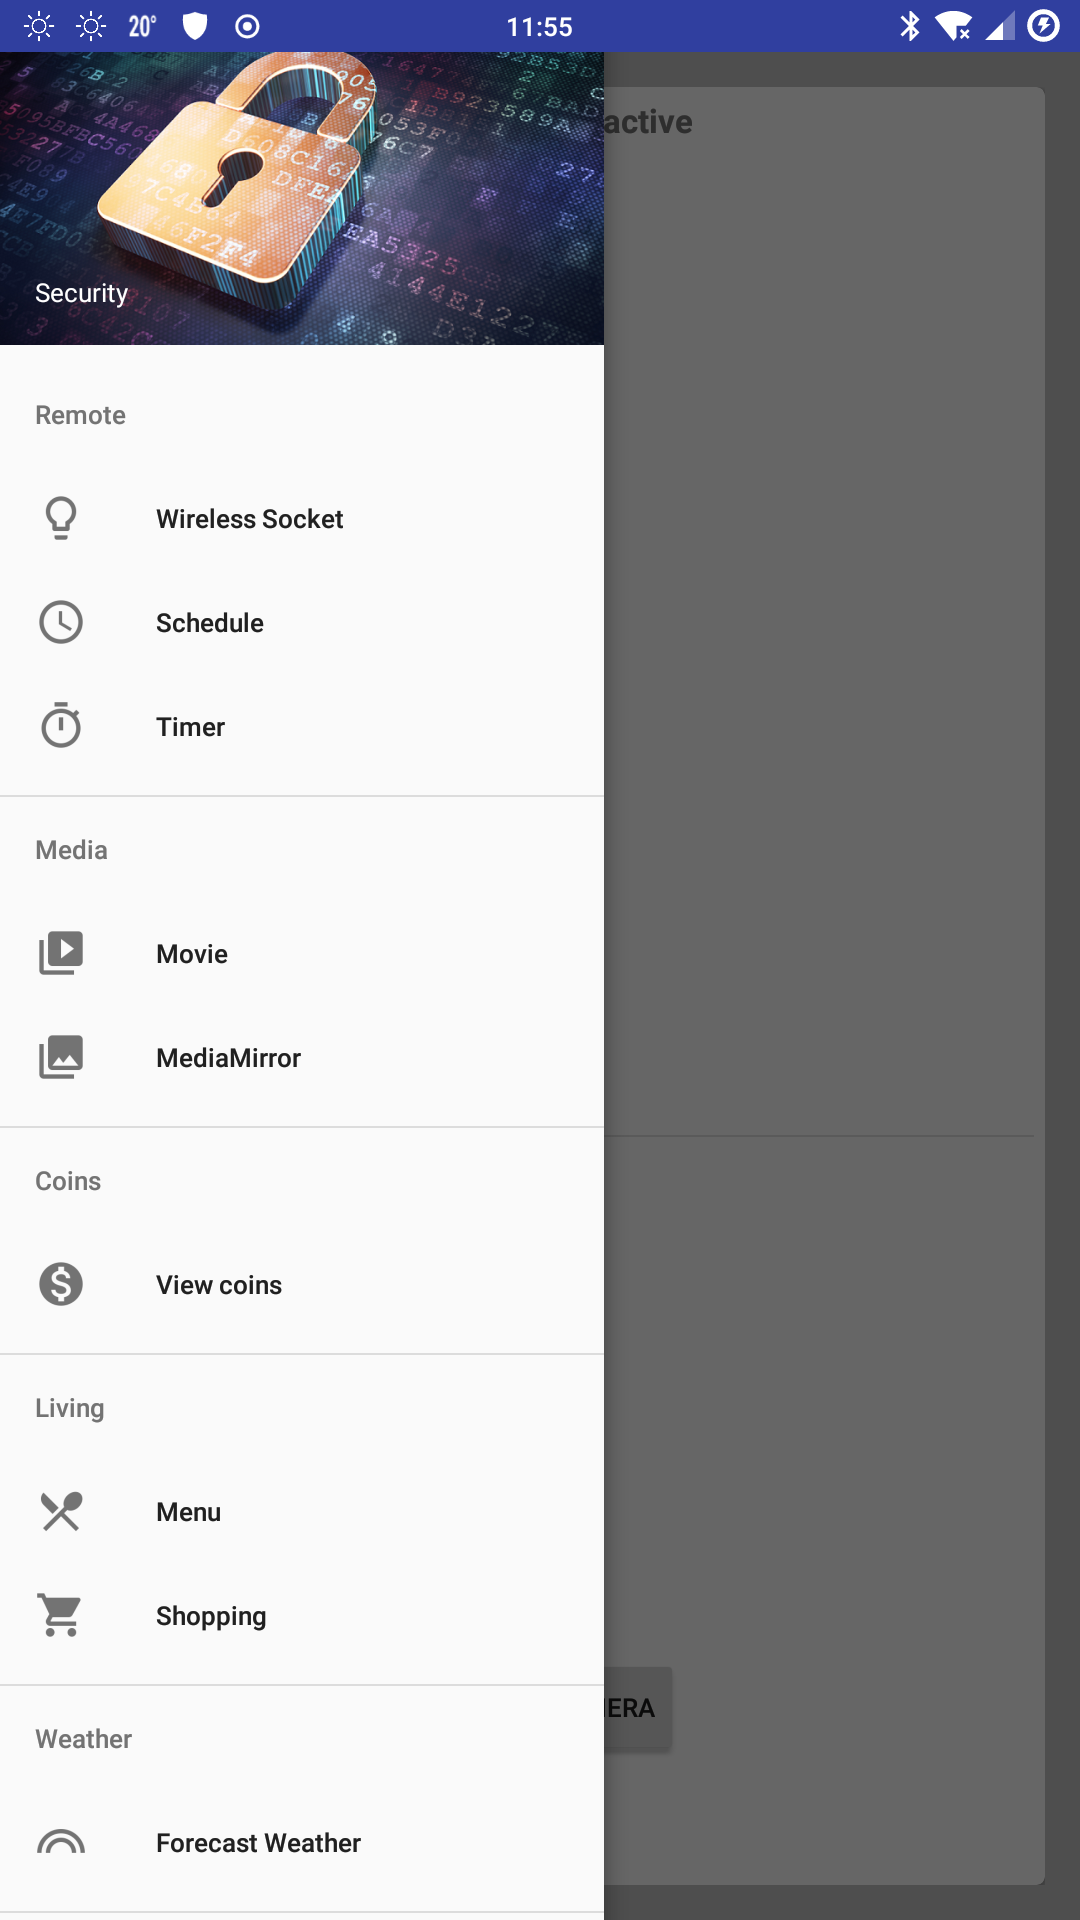 20°
11:55
active
Security
Remote
Wireless Socket
Schedule
Timer
Media
Movie
MediaMirror
Coins
View coins
Living
Menu
Shopping
ERA
Weather
Forecast Weather